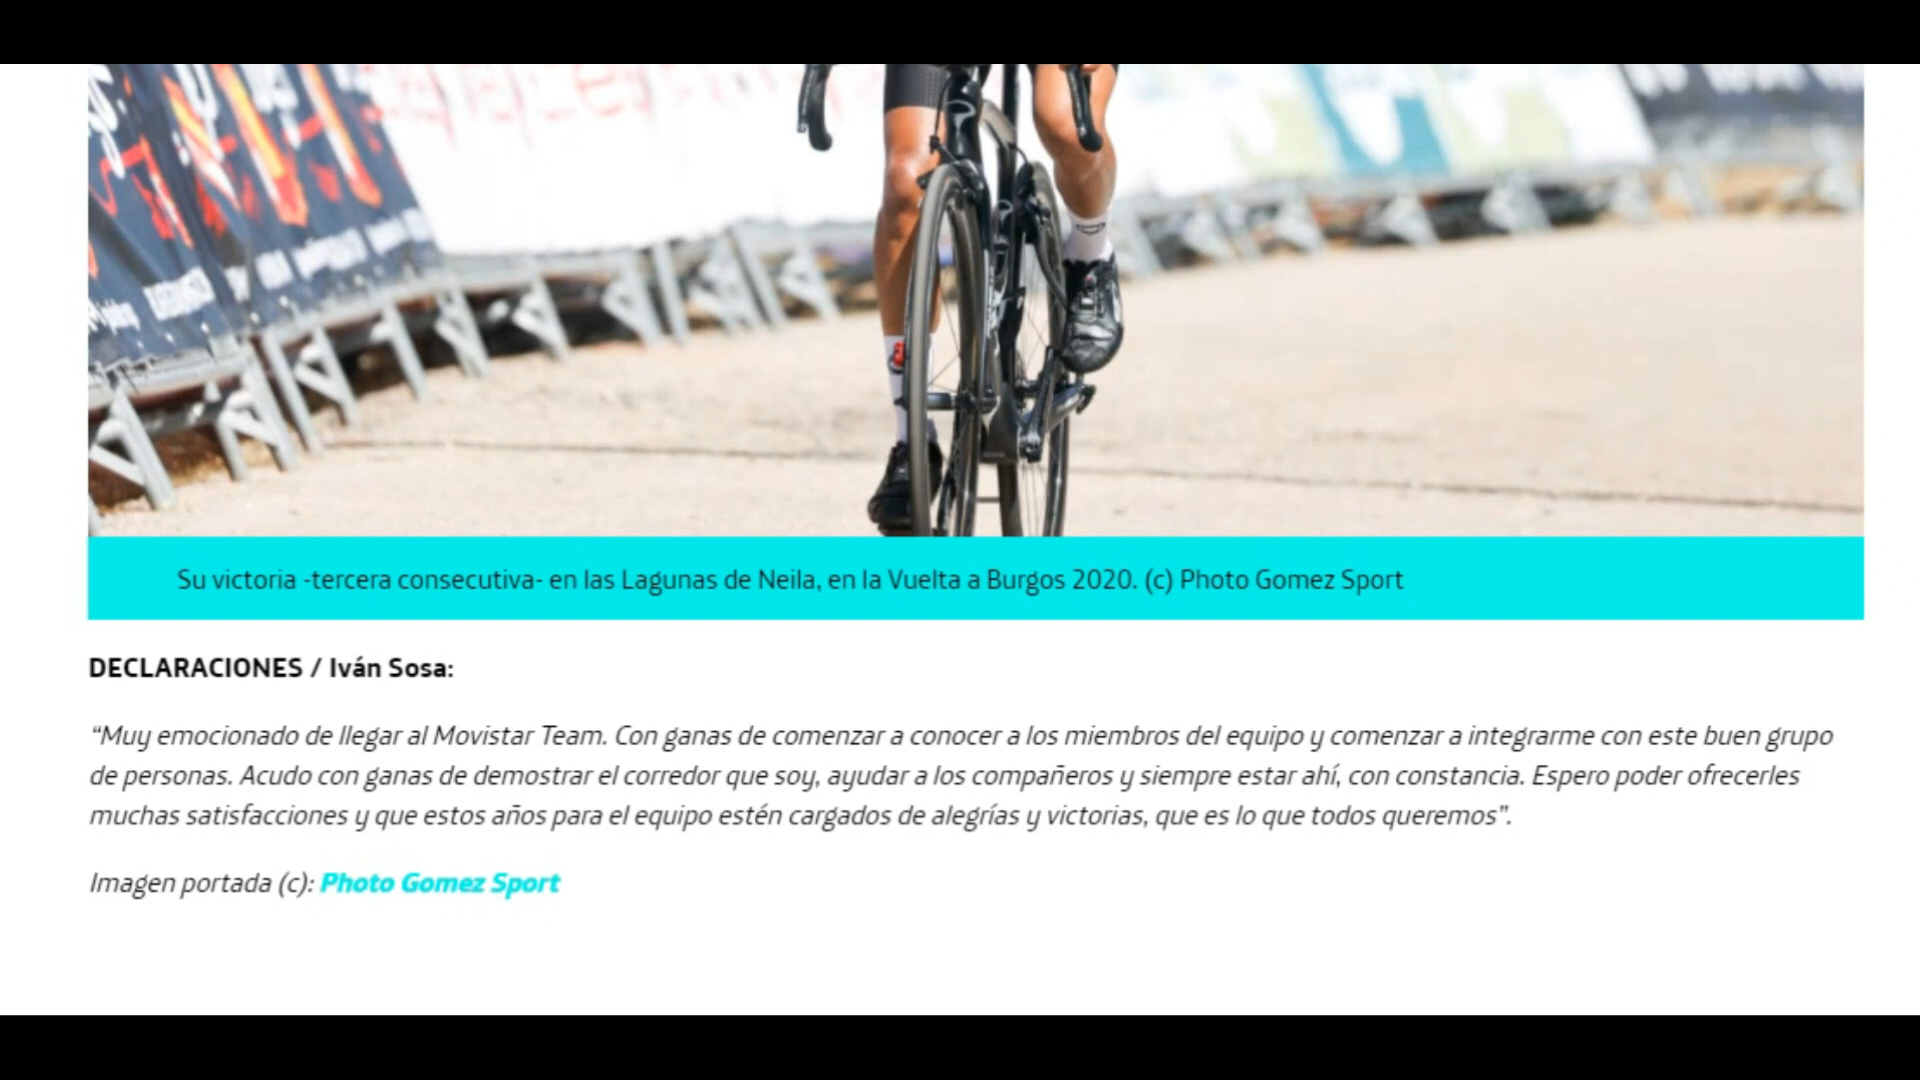 Su victoria -tercera consecutiva- en las Lagunas de Neila, en la Vuelta a Burgos 2020. (c) Photo Gomez Sport
DECLARACIONES / Iván Sosa:
“Muy emocionado de llegar al Movistar Team. Con ganas de comenzar a conocer a los miembros del equipo y comenzar a integrarme con este buen grupo
de personas. Acudo con ganas de demostrar el corredor que soy, ayudar a los compañeros y siempre estar ahí, con constancia. Espero poder ofrecerles
muchas satisfacciones y que estos años para el equipo estén cargados de alegrías y victorias, que es lo que todos queremos”.
Imagen portada (c): Photo Gomez Sport